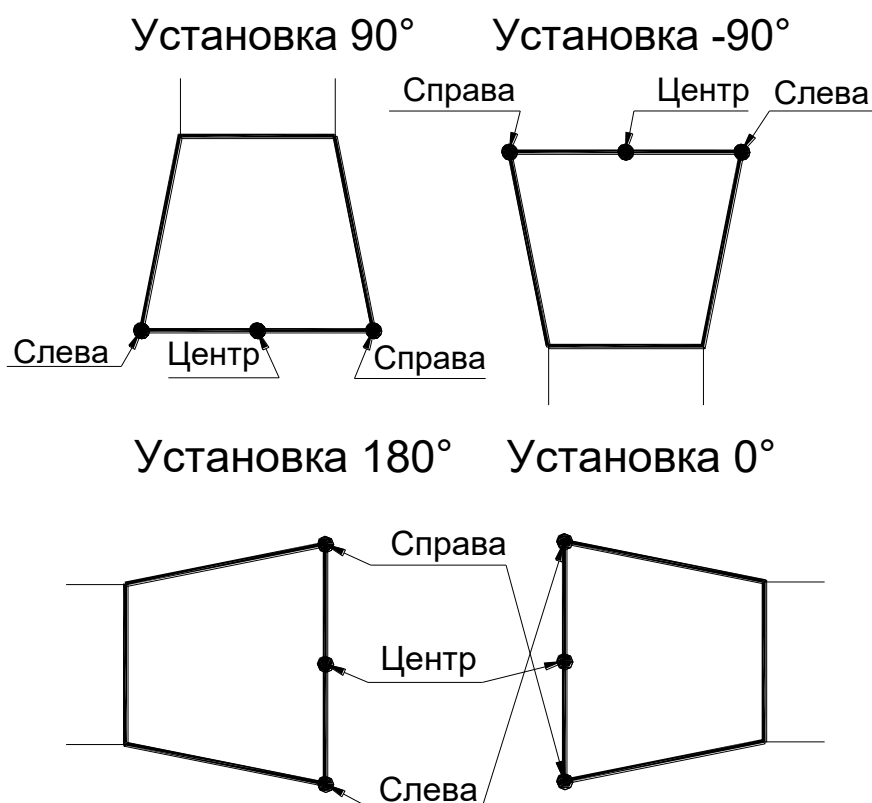 Установка 90°
Установка -90°
Справа
Центр
Слева
Слева
Центр
Справа
Установка 180°
Установка 0°
Справа
Центр
Слева